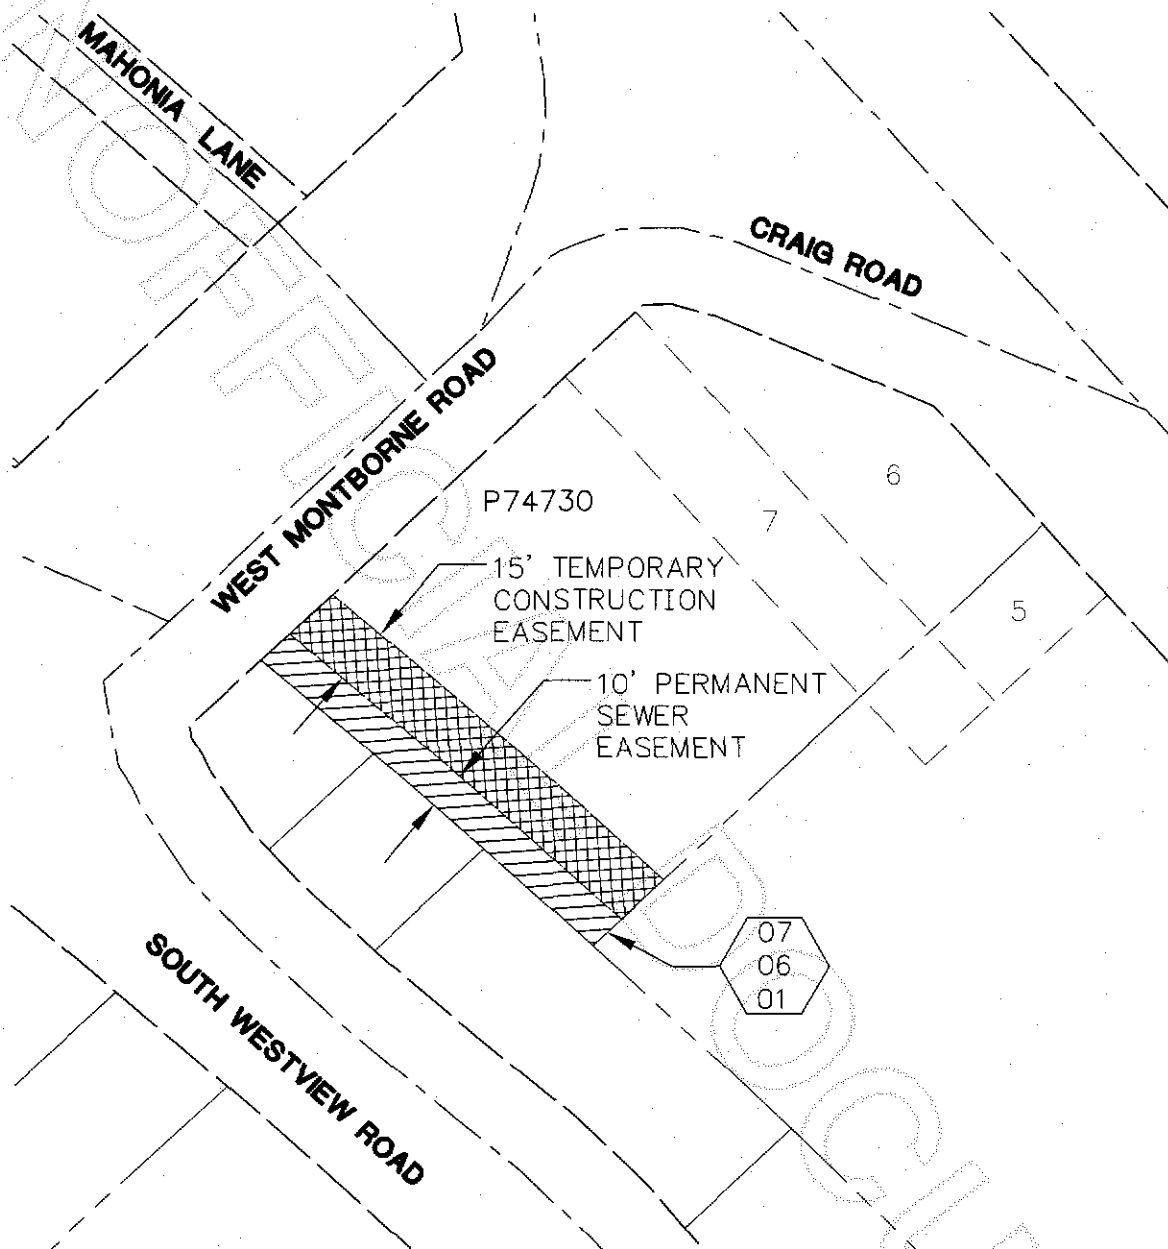 MAHONIA LANE
CRAIG ROAD
WEST MONTBORNE ROAD
P74730
6
7
5
15' TEMPORARY
CONSTRUCTION
EASEMENT
10' PERMANENT
SEWER
EASEMENT
07
06
01
SOUTH WESTVIEW ROAD